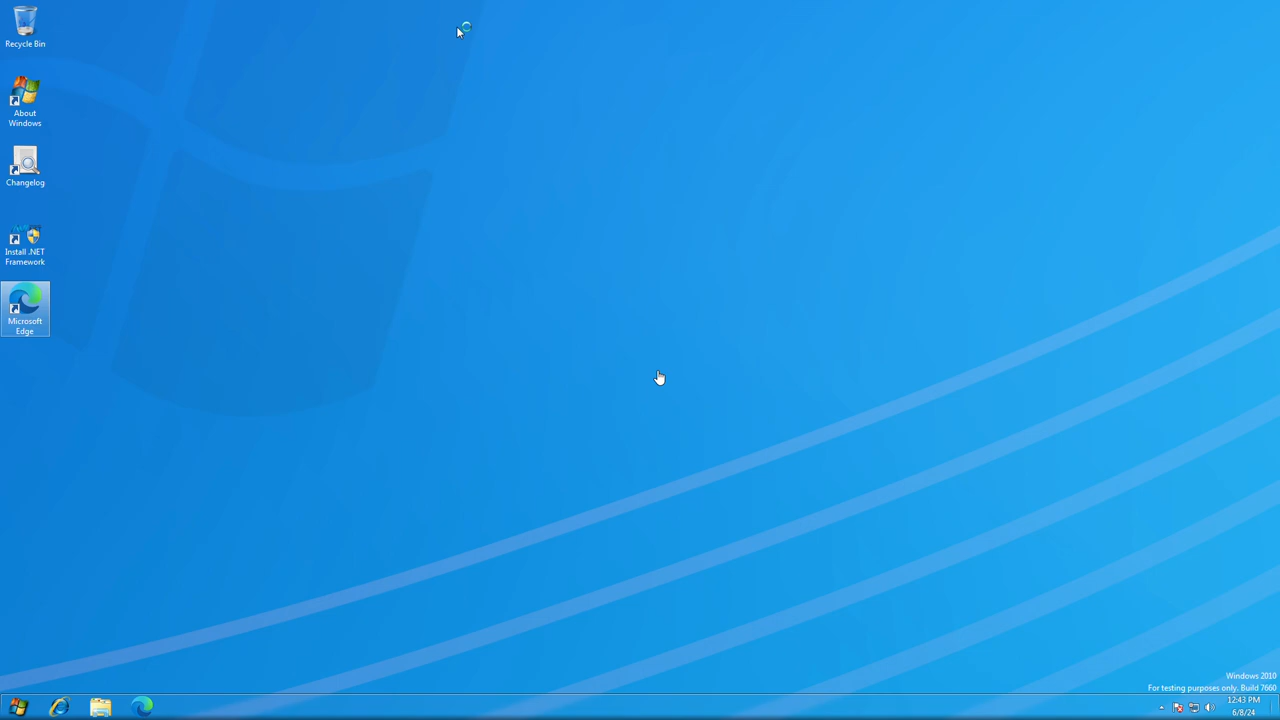 Recycle Bin
About
Windows
Changelog
Install .NET
Framework
Microsoft
Edge
Windows 2010
For testing purposes only. Build 7660
12:43 PM
6/8/24